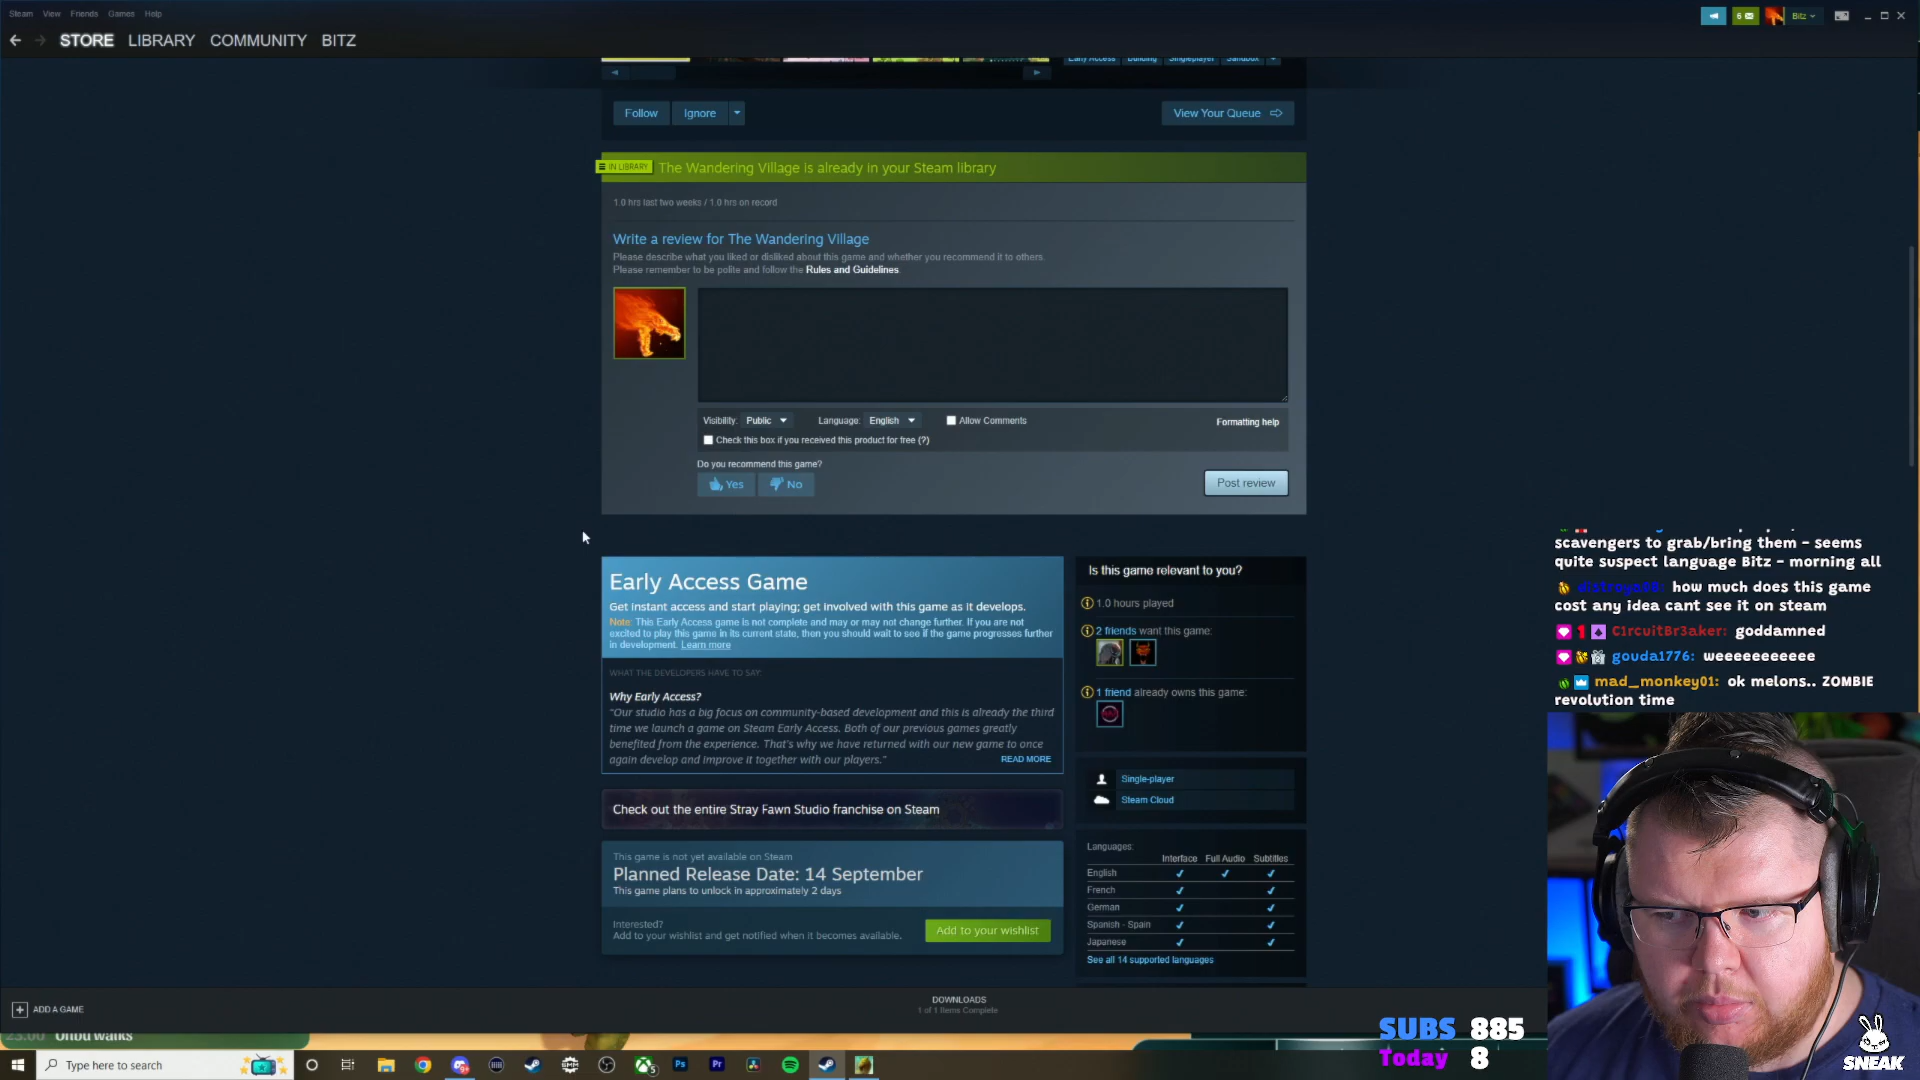 Steam View Friends Games Help
6
Bitz
STORE LIBRARY COMMUNITY BITZ
Early Access Building Singleplayer Sandbox
Follow Ignore View Your Queue
IN LIBRARY The Wandering Village is already in your Steam library
1.0 hrs last two weeks / 1.0 hrs on record
Write a review for The Wandering Village
Please describe what you liked or disliked about this game and whether you recommend it to others.
Please remember to be polite and follow the Rules and Guidelines.
Visibility: Public Language: English Allow Comments Formatting help
Check this box if you received this product for free (?)
Do you recommend this game?
Yes No Post review
Early Access Game
Get instant access and start playing; get involved with this game as it develops.
Note: This Early Access game is not complete and may or may not change further. If you are
not excited to play this game in its current state, then you should wait to see if the game progresses further
in development. Learn more
WHAT THE DEVELOPERS HAVE TO SAY:
Why Early Access?
"Our studio has a big focus on community-based development and this is already the third
time we launch a game on Steam Early Access. Both of our previous games greatly
benefited from the experience. That's why we have returned with our new game to once
again develop and improve it together with our players."
READ MORE
Check out the entire Stray Fawn Studio franchise on Steam
This game is not yet available on Steam
Planned Release Date: 14 September
This game plans to unlock in approximately 2 days
Interested?
Add to your wishlist and get notified when it becomes available.
Add to your wishlist
Is this game relevant to you?
1.0 hours played
2 friends want this game:
1 friend already owns this game:
Single-player
Steam Cloud
Languages:
Interface Full Audio Subtitles
English
French
German
Spanish - Spain
Japanese
See all 14 supported languages
scavengers to grab/bring them - seems
quite suspect language Bitz - morning all
how much does this game
cost any idea cant see it on steam
C1rcuitBr3aker: goddamned
gouda1776: weeeeeeeeeee
mad_monkey01: ok melons.. ZOMBIE
revolution time
ADD A GAME
DOWNLOADS
1 of 1 Items Complete
SUBS 885
Today 8
SNEAK
Type here to search